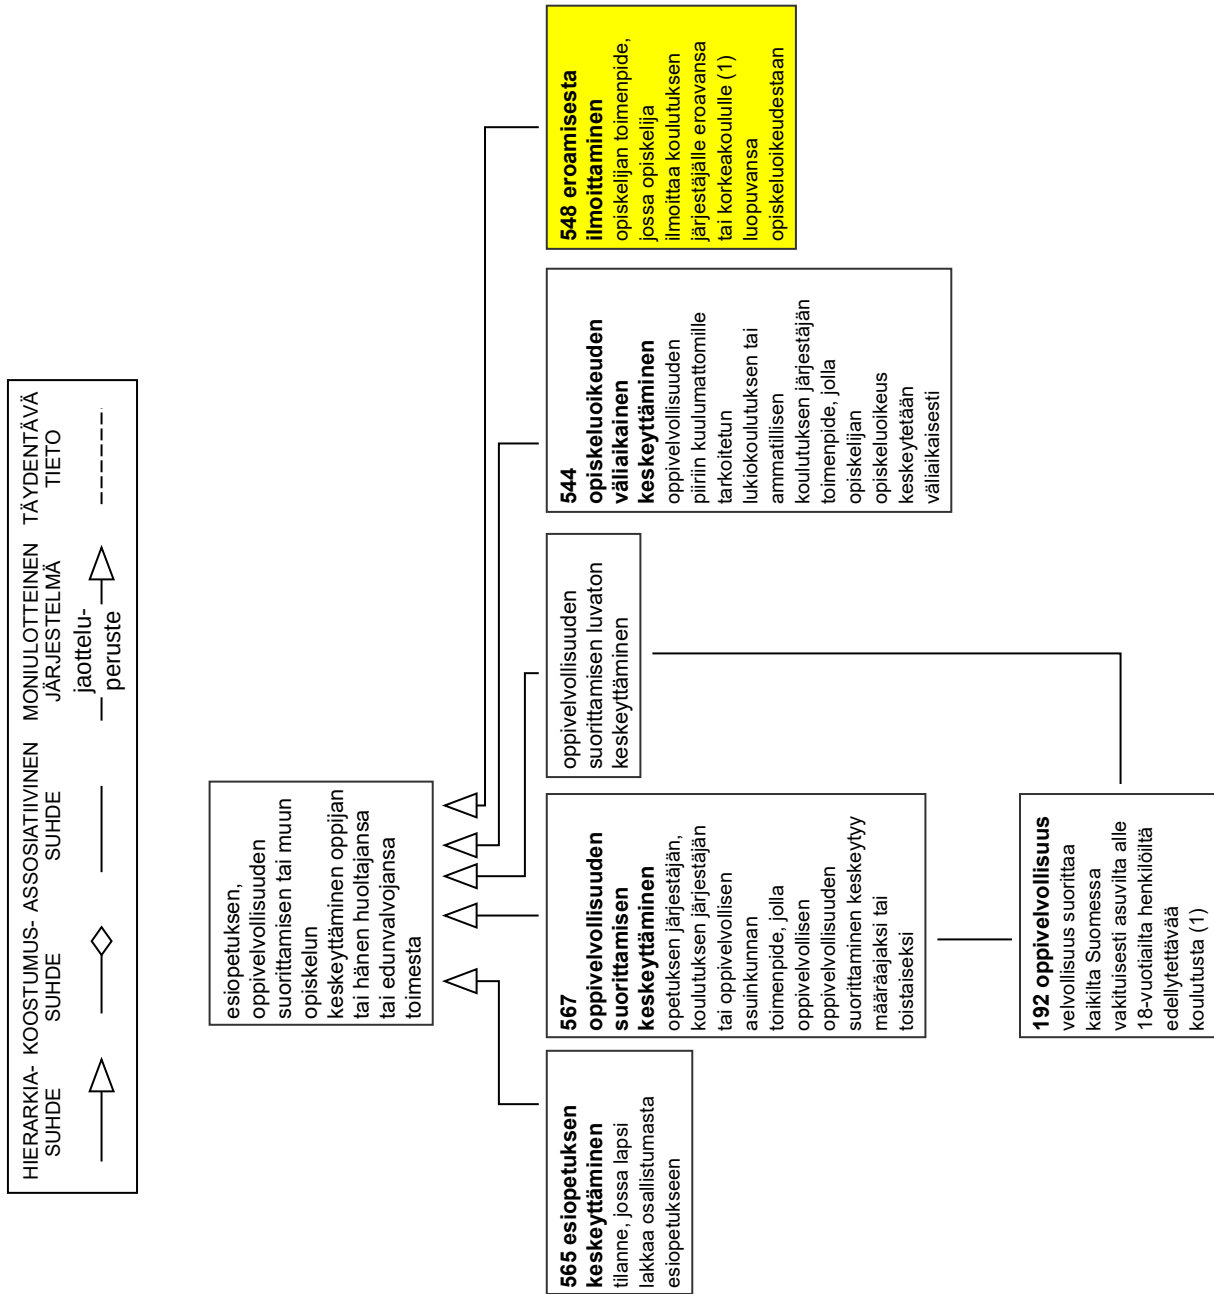 HIERARKIA-
SUHDE
KOOSTUMUS-
SUHDE
ASSOSIATIIVINEN
SUHDE
MONIULOTTEINEN
JÄRJESTELMÄ
jaottelu-
peruste
TÄYDENTÄVÄ
TIETO
esiopetuksen,
oppivelvollisuuden
suorittamisen tai muun
opiskelun
keskeyttäminen oppijan
tai hänen huoltajansa
tai edunvalvojansa
toimesta
565 esiopetuksen
keskeyttäminen
tilanne, jossa lapsi
lakkaa osallistumasta
esiopetukseen
567
oppivelvollisuuden
suorittamisen
keskeyttäminen
opetuksen järjestäjän,
koulutuksen järjestäjän
tai oppivelvollisen
asuinkunnan
toimenpide, jolla
oppivelvollisen
oppivelvollisuuden
suorittaminen keskeytyy
määräajaksi tai
toistaiseksi
oppivelvollisuuden
suorittamisen luvaton
keskeyttäminen
544
opiskeluoikeuden
väliaikainen
keskeyttäminen
oppivelvollisuuden
piiriin kuulumattomille
tarkoitetun
lukiokoulutuksen tai
ammatillisen
koulutuksen järjestäjän
toimenpide, jolla
opiskelijan
opiskeluoikeus
keskeytetään
väliaikaisesti
548 eroamisesta
ilmoittaminen
opiskelijan toimenpide,
jossa opiskelija
ilmoittaa koulutuksen
järjestäjälle eroavansa
tai korkeakoululle (1)
luopuvansa
opiskeluoikeudestaan
192 oppivelvollisuus
velvollisuus suorittaa
kaikilta Suomessa
vakituisesti asuvilta alle
18-vuotiailta henkilöiltä
edellytettävää
koulutusta (1)